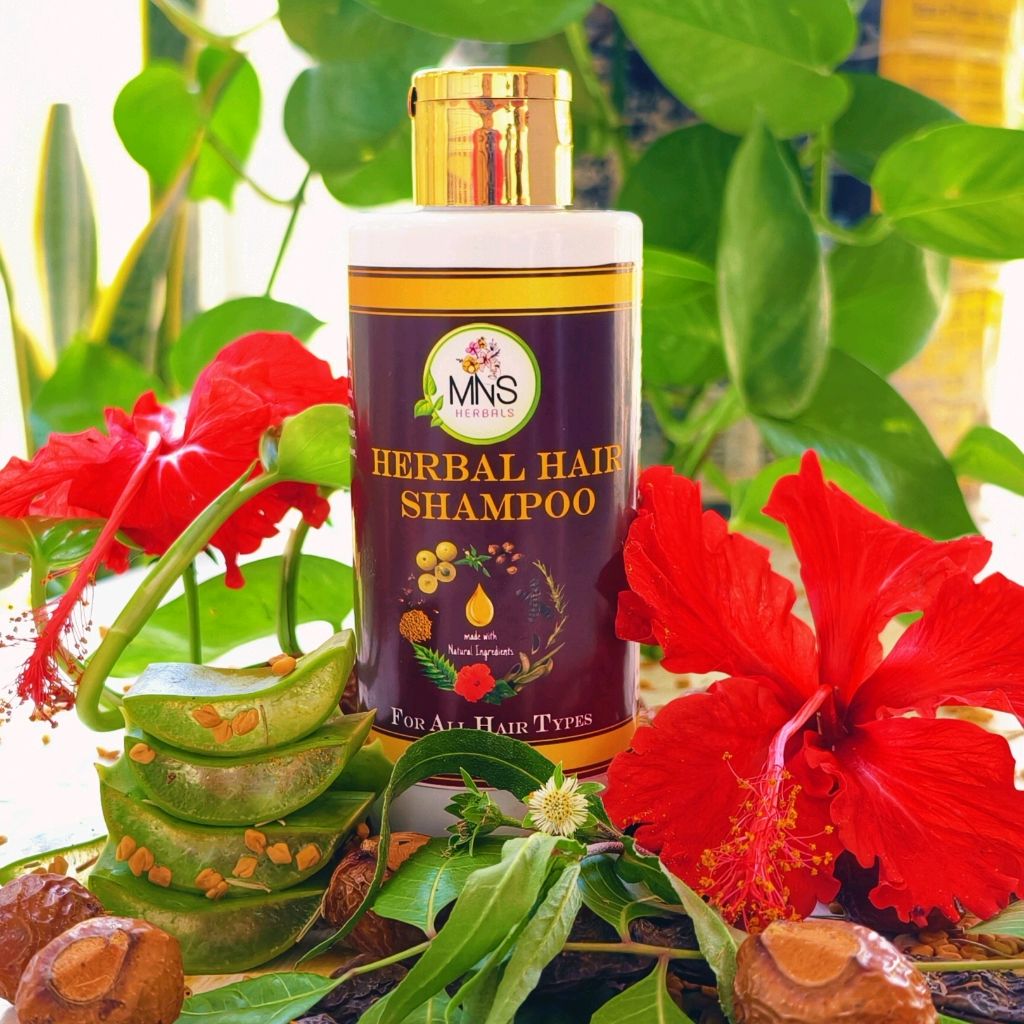 MNS
HERBALS
HERBAL HAIR
SHAMPOO
made with
Natural Ingredients
FOR ALL HAIR TYPES